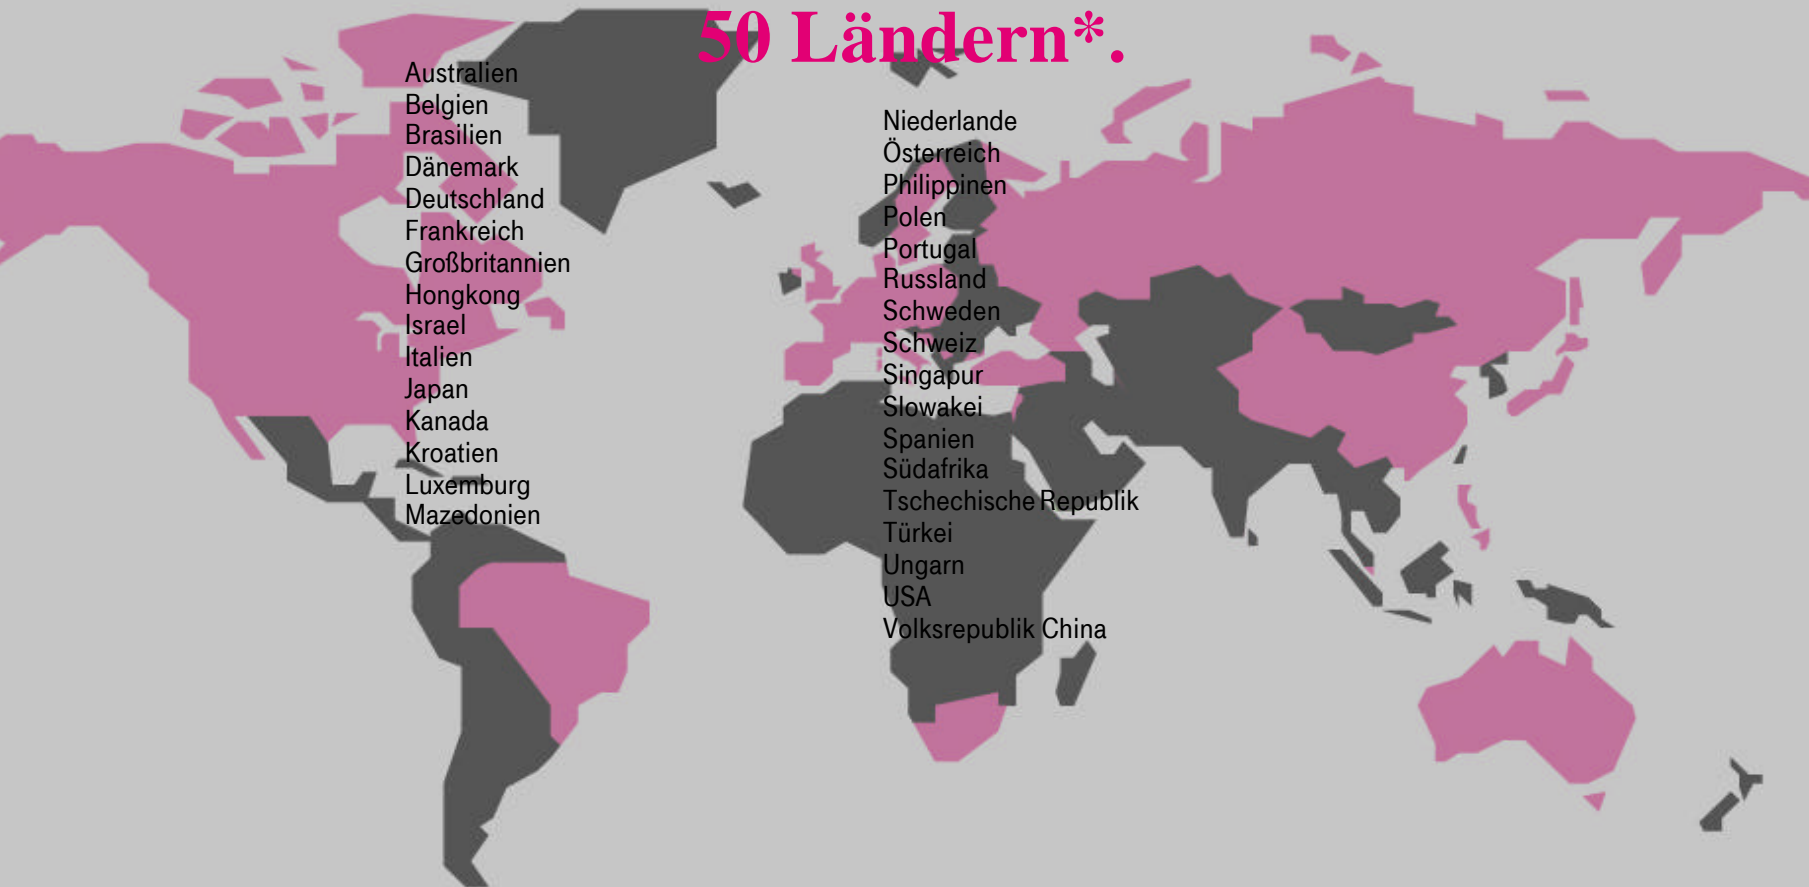 50 Ländern*.
Australien
Belgien
Brasilien
Dänemark
Deutschland
Frankreich
Großbritannien
Hongkong
Israel
Italien
Japan
Kanada
Kroatien
Luxemburg
Mazedonien
Niederlande
Österreich
Philippinen
Polen
Portugal
Russland
Schweden
Schweiz
Singapur
Slowakei
Spanien
Südafrika
Tschechische Republik
Türkei
Ungarn
USA
Volksrepublik China